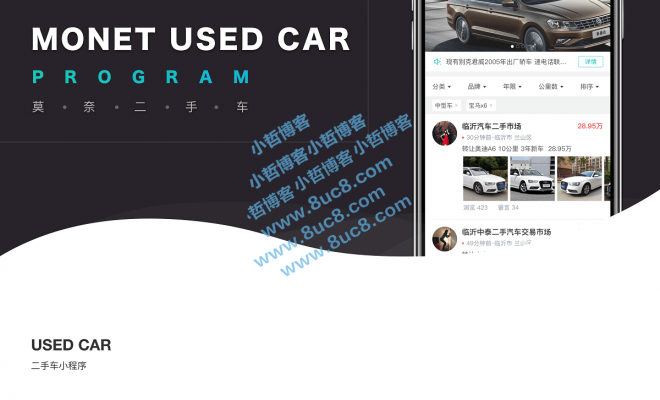 MONET USED CAR
PROGRAM
莫·奈·二·手·车
现有别克君威2005年出厂轿车 速电话联...
详情
分类 品牌 年限 公里数 排序
中型车× 宝马x6×
临沂汽车二手市场 28.95万
30分钟前·临沂市 兰山区
转让奥迪A6 10公里 3年新车 28.95万
浏览 423 留言 34
临沂中泰二手汽车交易市场
49分钟前·临沂市 兰山区
小哲博客
小哲博客 小哲博客
小哲博客 小哲博客
哲博客 小哲博客
www.8uc8.com
www.8uc8.com
www.8uc8.com
USED CAR
二手车小程序